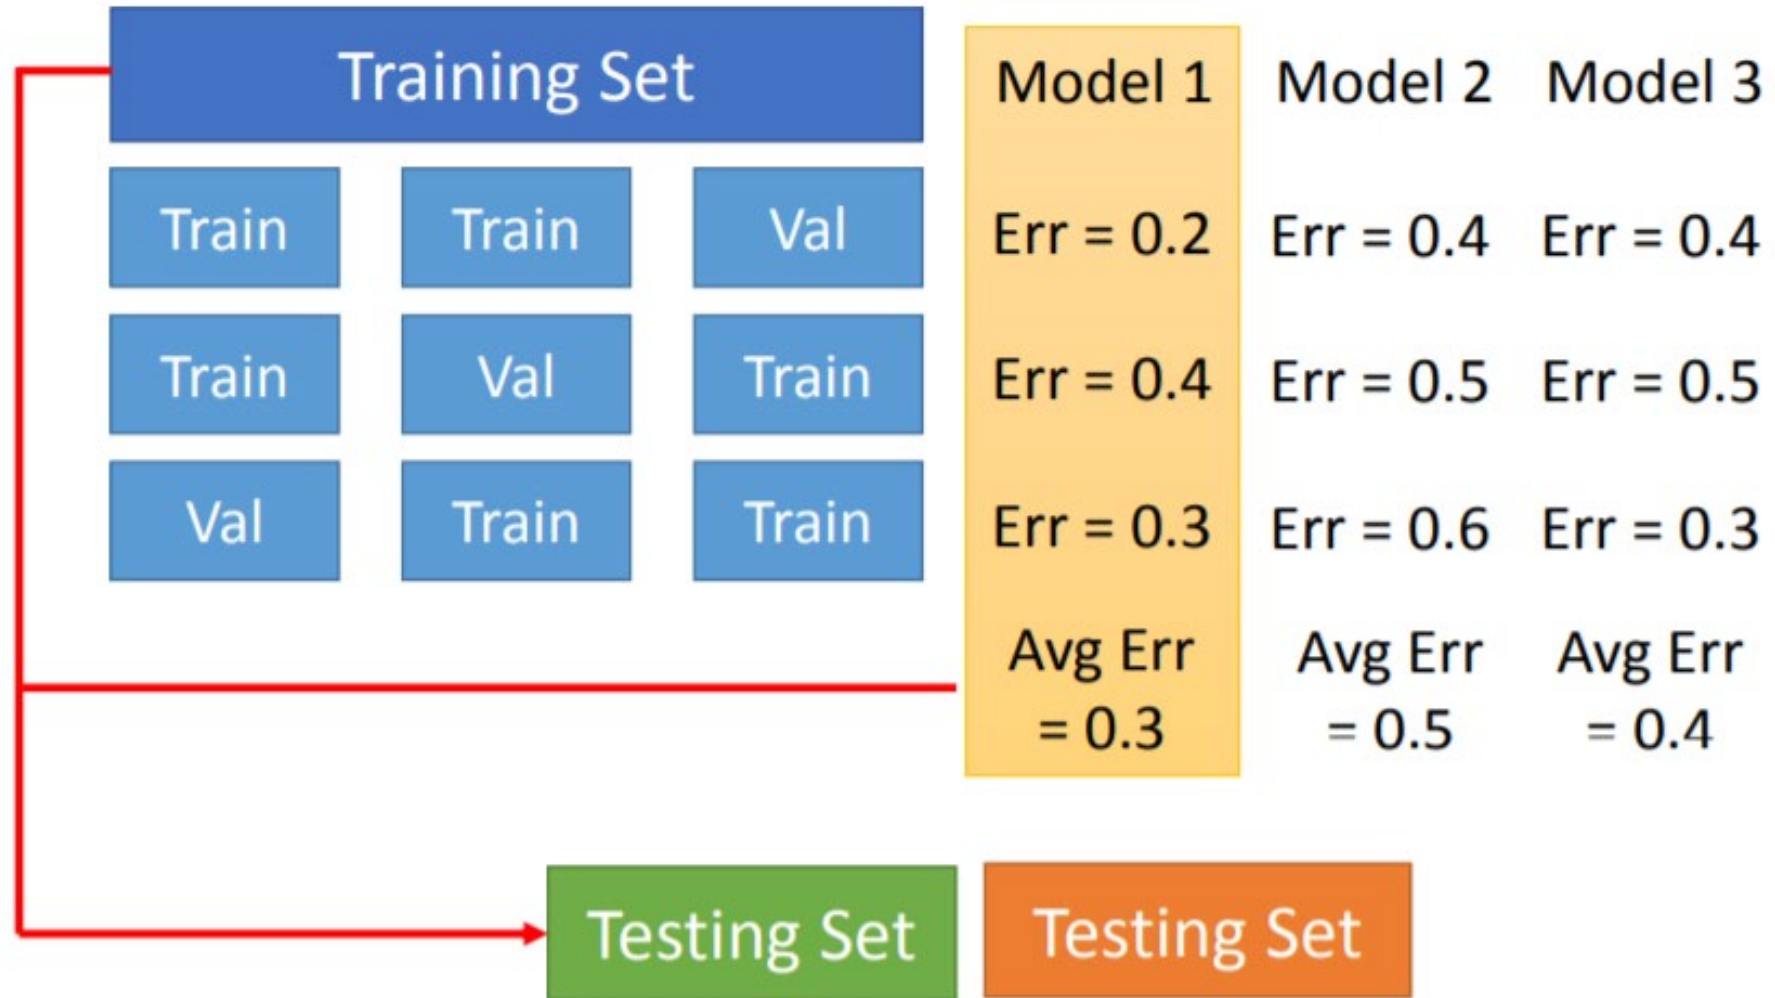 Training Set
Model 1 Model 2 Model 3
Train Train Val Err = 0.2 Err = 0.4 Err = 0.4
Train Val Train Err = 0.4 Err = 0.5 Err = 0.5
Val Train Train Err = 0.3 Err = 0.6 Err = 0.3
Avg Err Avg Err Avg Err
= 0.3 = 0.5 = 0.4
Testing Set Testing Set